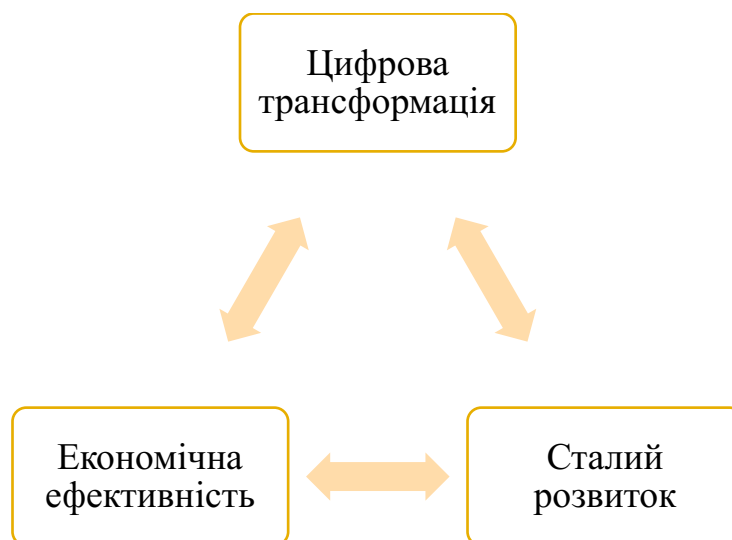 Цифрова
трансформація
Економічна
ефективність
Сталий
розвиток